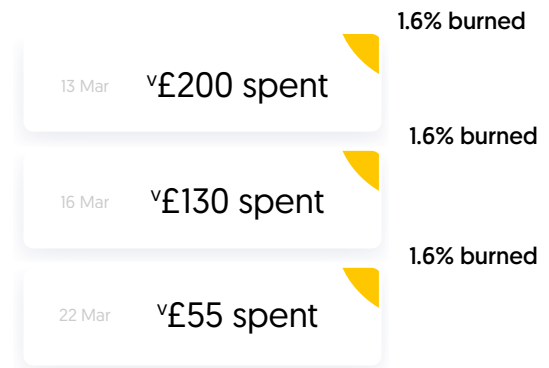 1.6% burned
13 Mar
ᵛ£200 spent
1.6% burned
16 Mar
ᵛ£130 spent
1.6% burned
22 Mar
ᵛ£55 spent